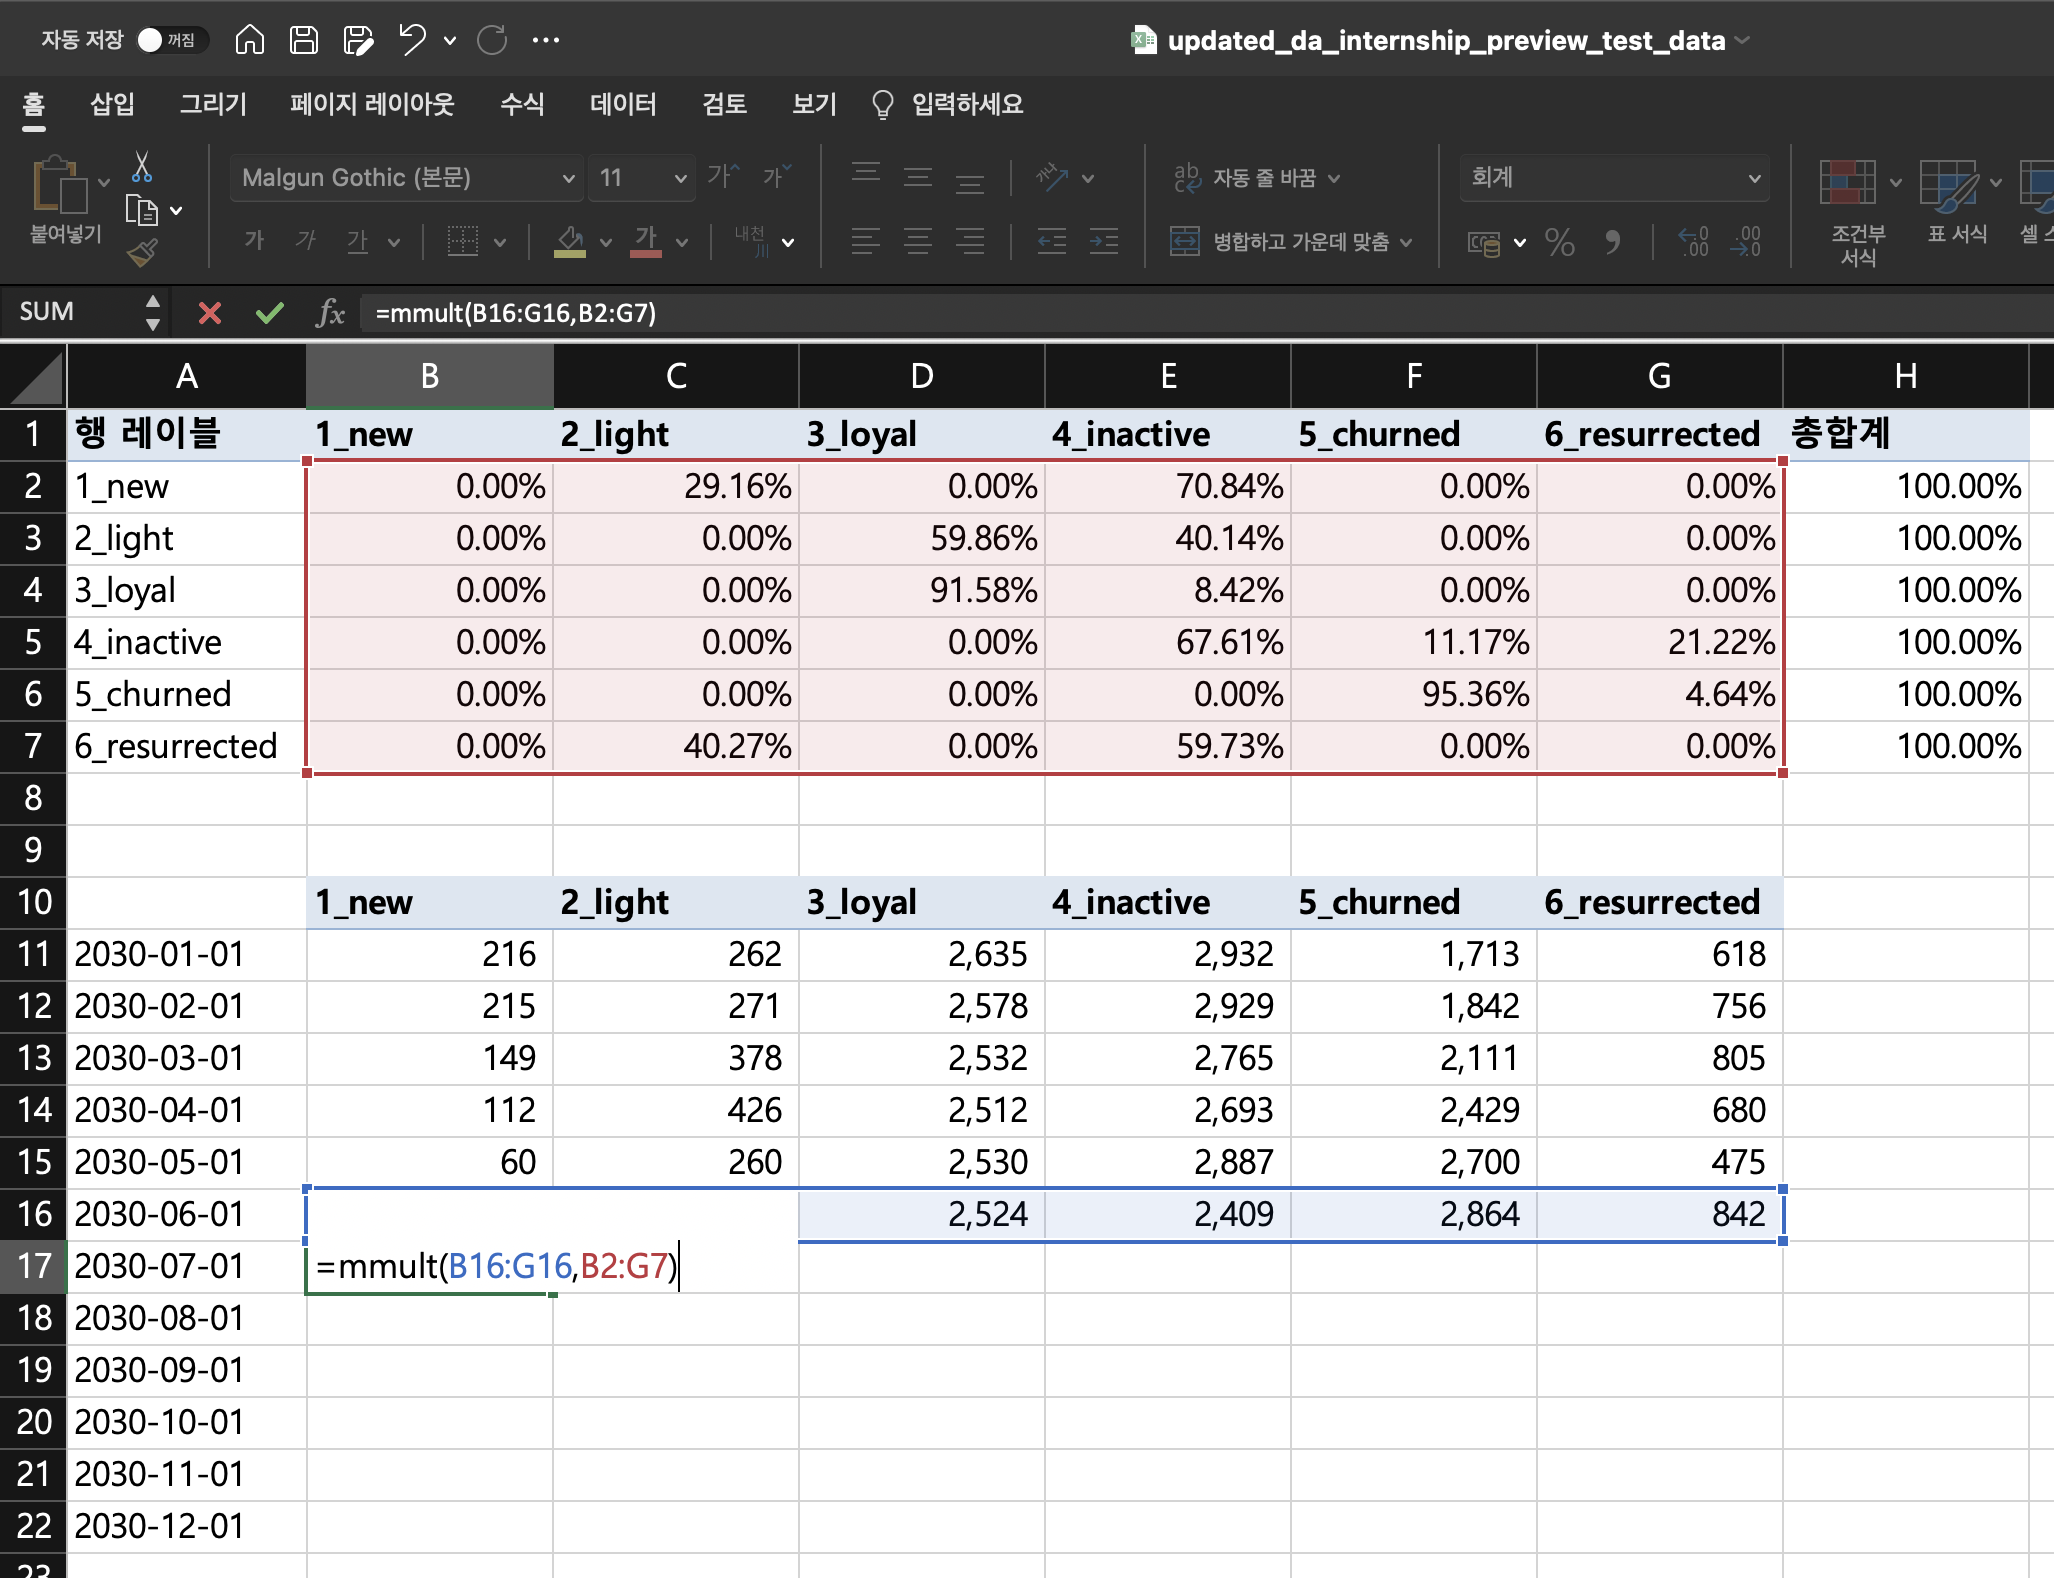 자동 저장 꺼짐 updated_da_internship_preview_test_data
홈 삽입 그리기 페이지 레이아웃 수식 데이터 검토 보기 입력하세요
붙여넣기 Malgun Gothic (본문) 11 가 가 자동 줄 바꿈 회계 조건부 서식 표 서식 셀
가 가 가 가 내천 병합하고 가운데 맞춤 % .00 .00
SUM fx =mmult(B16:G16,B2:G7)
A B C D E F G H
1 행 레이블 1_new 2_light 3_loyal 4_inactive 5_churned 6_resurrected 총합계
2 1_new 0.00% 29.16% 0.00% 70.84% 0.00% 0.00% 100.00%
3 2_light 0.00% 0.00% 59.86% 40.14% 0.00% 0.00% 100.00%
4 3_loyal 0.00% 0.00% 91.58% 8.42% 0.00% 0.00% 100.00%
5 4_inactive 0.00% 0.00% 0.00% 67.61% 11.17% 21.22% 100.00%
6 5_churned 0.00% 0.00% 0.00% 0.00% 95.36% 4.64% 100.00%
7 6_resurrected 0.00% 40.27% 0.00% 59.73% 0.00% 0.00% 100.00%
8
9
10 1_new 2_light 3_loyal 4_inactive 5_churned 6_resurrected
11 2030-01-01 216 262 2,635 2,932 1,713 618
12 2030-02-01 215 271 2,578 2,929 1,842 756
13 2030-03-01 149 378 2,532 2,765 2,111 805
14 2030-04-01 112 426 2,512 2,693 2,429 680
15 2030-05-01 60 260 2,530 2,887 2,700 475
16 2030-06-01 2,524 2,409 2,864 842
17 2030-07-01 =mmult(B16:G16,B2:G7)
18 2030-08-01
19 2030-09-01
20 2030-10-01
21 2030-11-01
22 2030-12-01
23